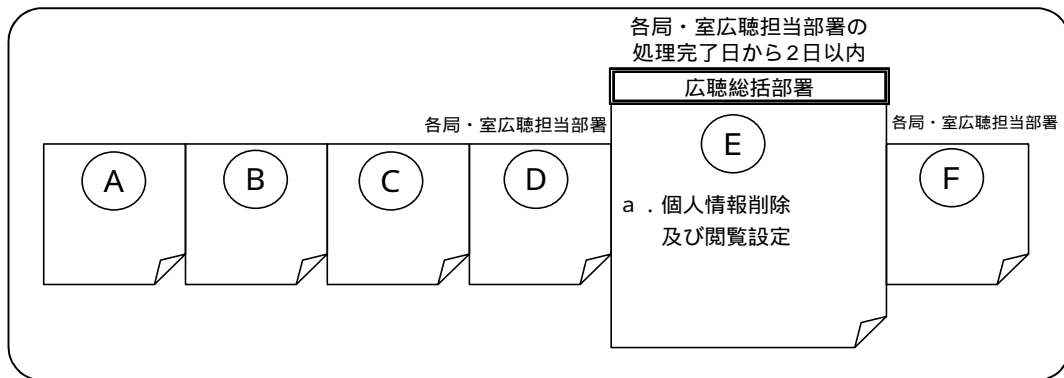 各局・室広聴担当部署の
処理完了日から2日以内
広聴総括部署
各局・室広聴担当部署
各局・室広聴担当部署
A
B
C
D
E
F
a．個人情報削除
及び閲覧設定